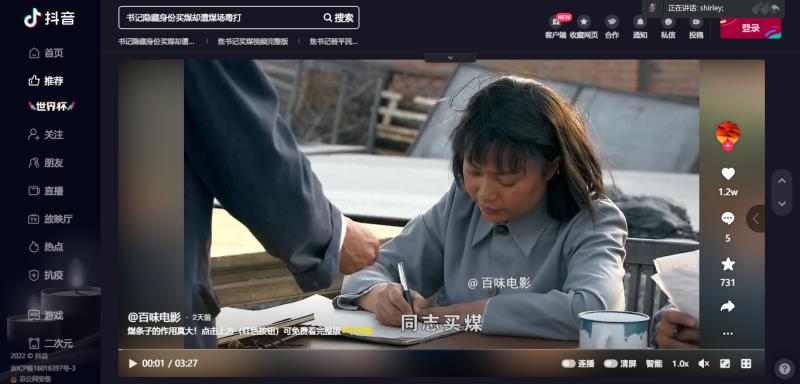 抖音
书记隐藏身份买煤却遭煤场毒打
搜索
书记隐藏身份买煤却遭...
焦书记买煤视频完整版
焦书记替平民...
NEW
客户端
收藏网页
合作
通知
私信
投稿
正在讲话: shirley;
登录
首页
推荐
世界杯
关注
朋友
直播
放映厅
热点
抗疫
游戏
二次元
2022 © 抖音
京ICP备16016397号-3
京公网安备
@ 百味电影
@百味电影 · 2天前
煤条子的作用真大！点击上方（红色按钮）可免费看完整版
同志买煤
1.2w
5
731
00:01 / 03:27
连播
清屏
智能
1.0x